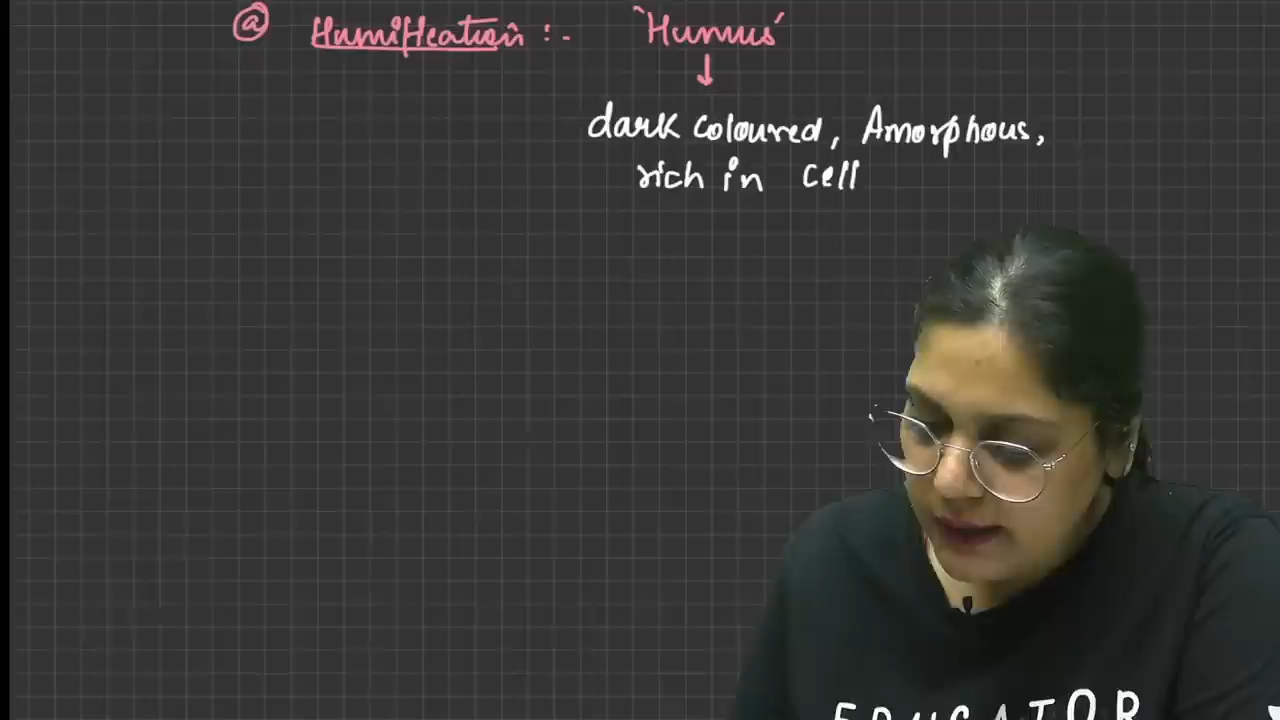 @ Humification :- 'Humus'
↓
dark coloured, Amorphous,
rich in cell
EDUCATOR